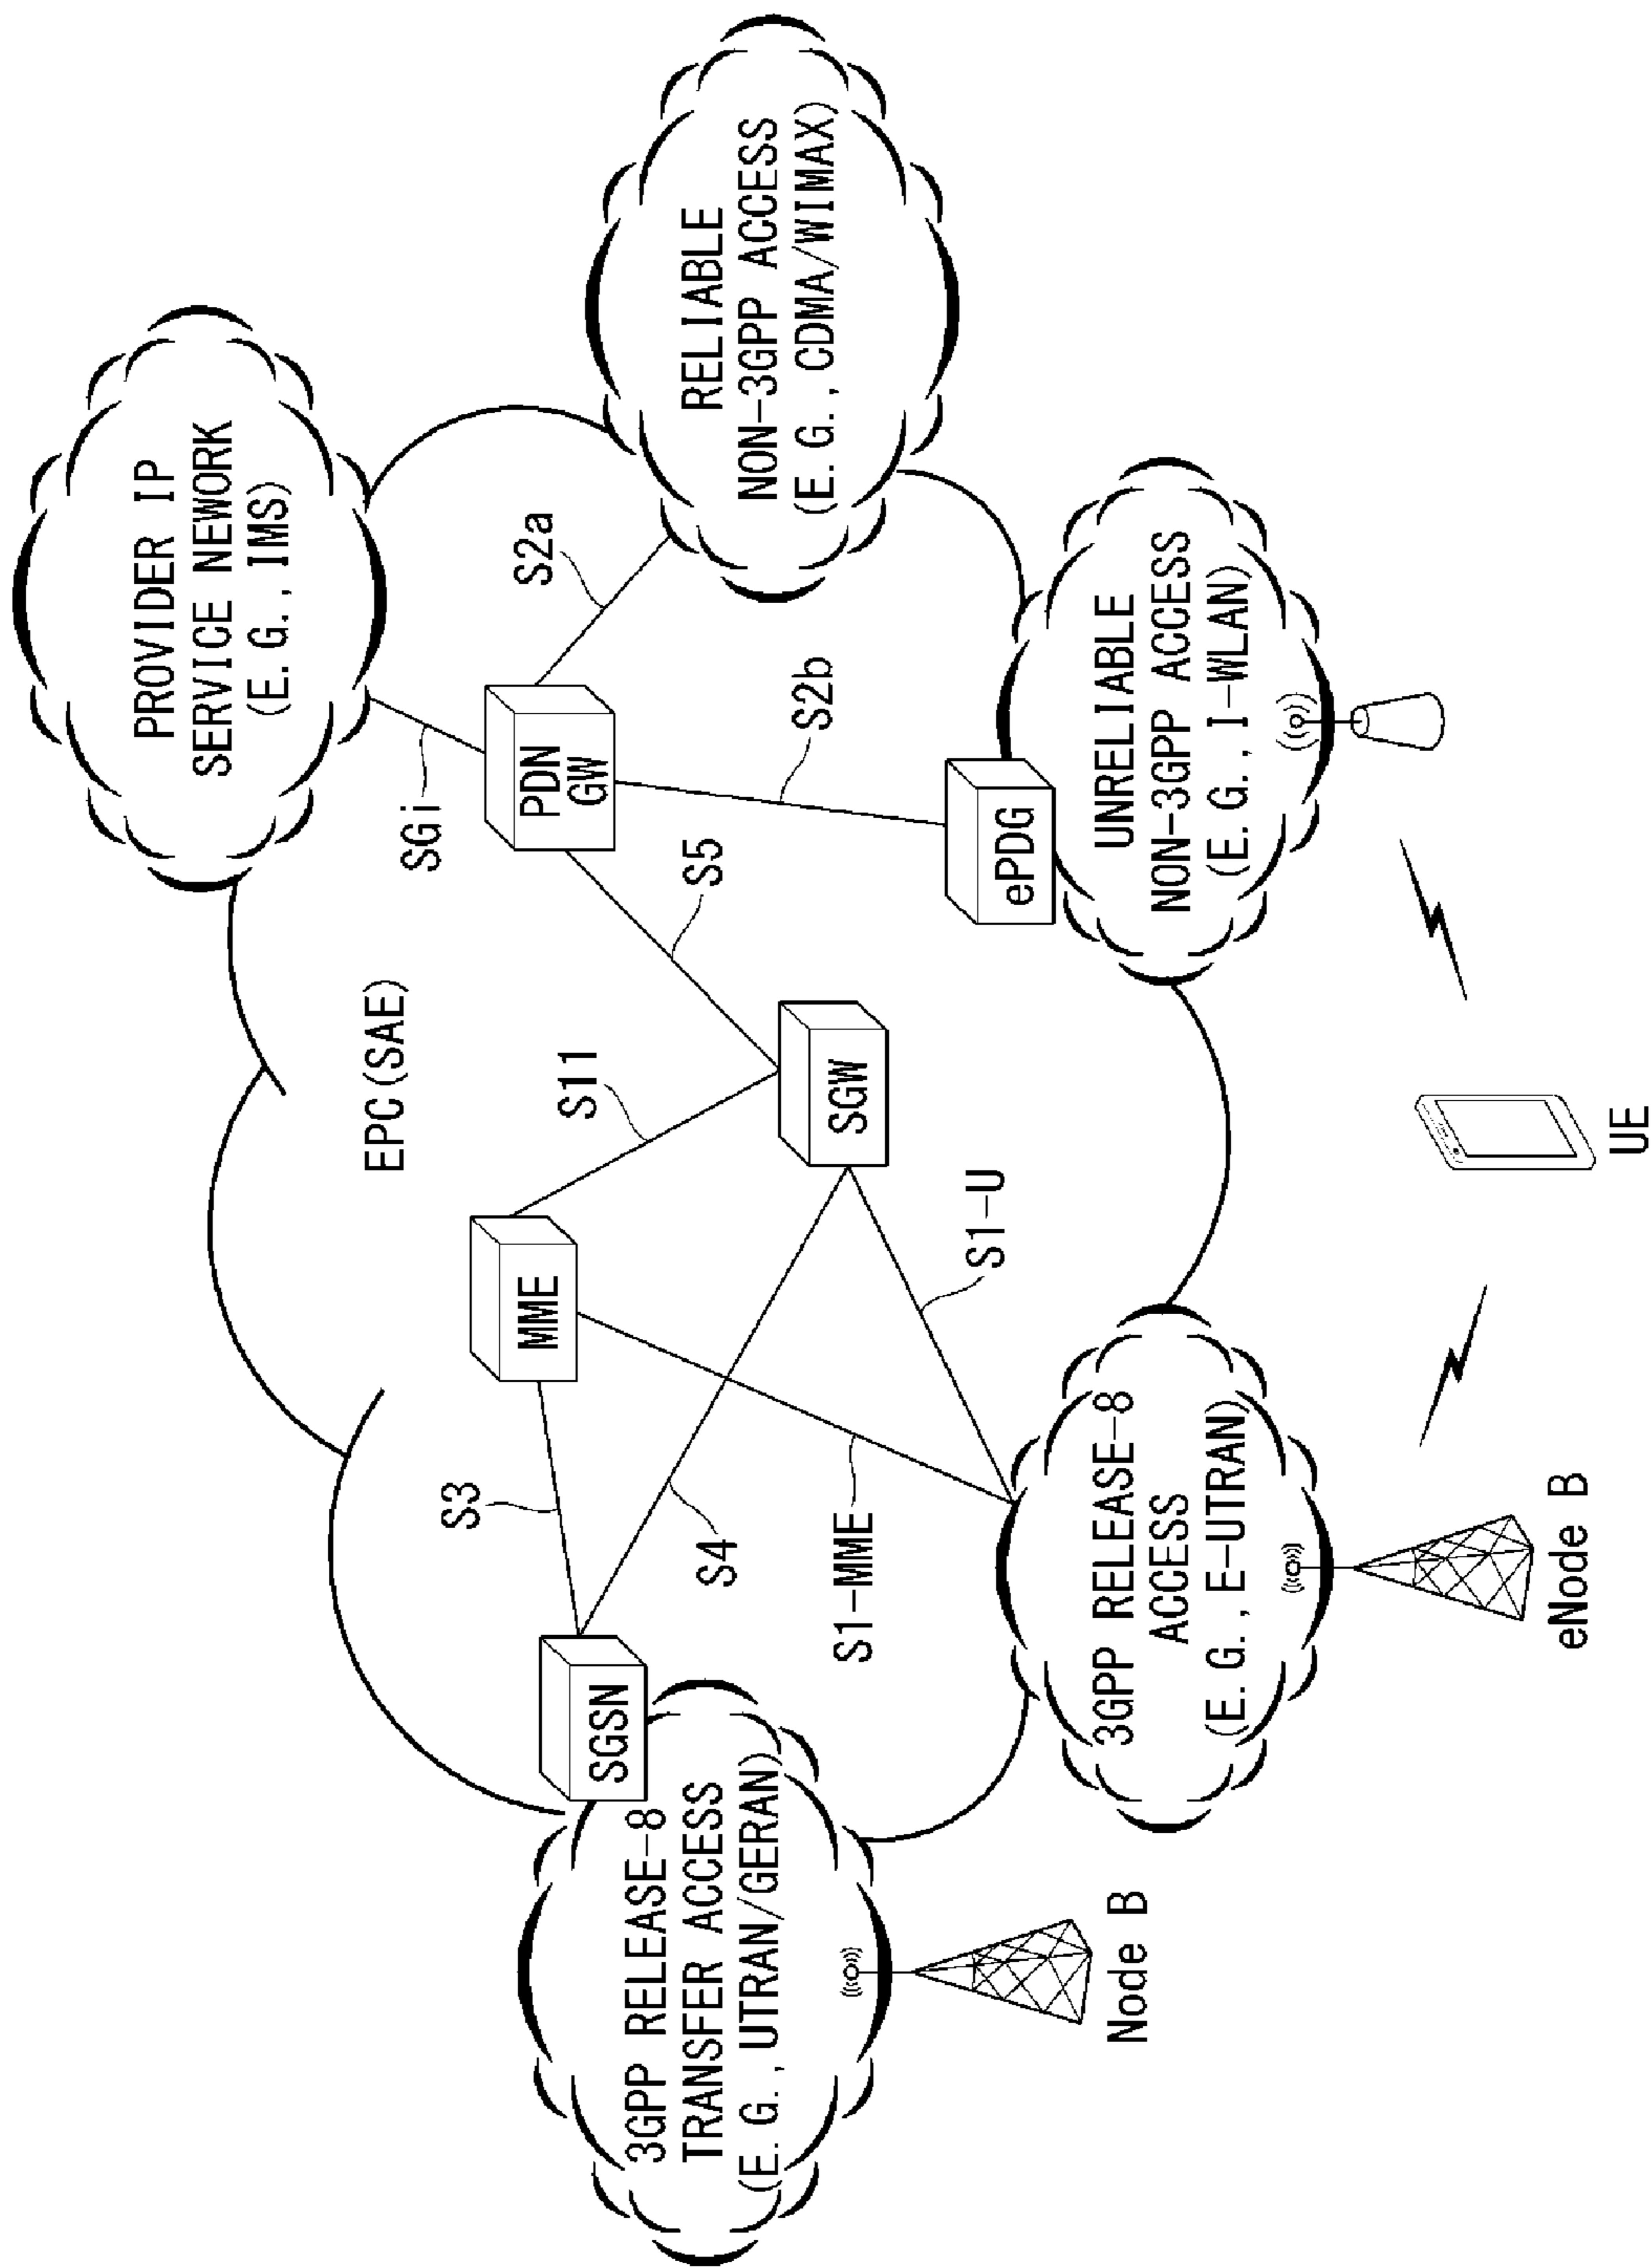 PROVIDER IP
SERVICE NEWORK
(E.G., IMS)
EPC(SAE)
SGi
S2a
S3
MME
S11
PDN
GW
RELIABLE
NON-3GPP ACCESS
(E.G., CDMA/WIMAX)
SGSN
3GPP RELEASE-8
TRANSFER ACCESS
(E.G., UTRAN/GERAN)
S4
S5
S2b
S1-MME
SGW
S1-U
ePDG
Node B
3GPP RELEASE-8
ACCESS
(E.G., E-UTRAN)
UNRELIABLE
NON-3GPP ACCESS
(E.G., I-WLAN)
eNode B
UE